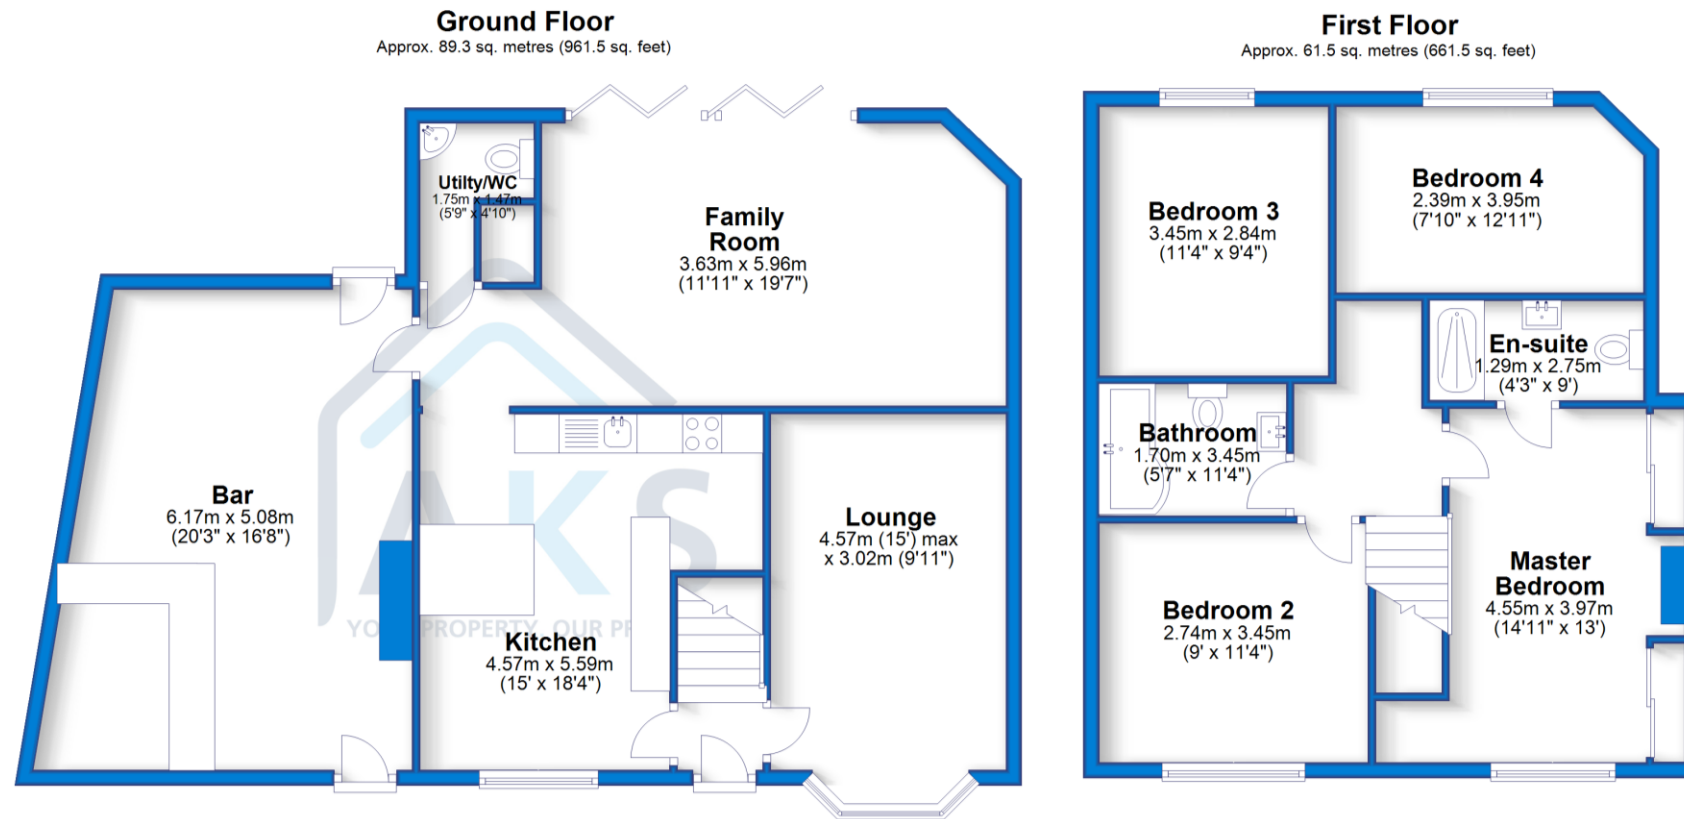 Ground Floor
Approx. 89.3 sq. metres (961.5 sq. feet)
First Floor
Approx. 61.5 sq. metres (661.5 sq. feet)
Utilty/WC
1.75m x 1.47m
(5'9" x 4'10")
Family
Room
3.63m x 5.96m
(11'11" x 19'7")
Bar
6.17m x 5.08m
(20'3" x 16'8")
Kitchen
4.57m x 5.59m
(15' x 18'4")
Lounge
4.57m (15') max
x 3.02m (9'11")
AKS
PROPERTY OUR
Bedroom 3
3.45m x 2.84m
(11'4" x 9'4")
Bedroom 4
2.39m x 3.95m
(7'10" x 12'11")
En-suite
1.29m x 2.75m
(4'3" x 9')
Bathroom
1.70m x 3.45m
(5'7" x 11'4")
Bedroom 2
2.74m x 3.45m
(9' x 11'4")
Master
Bedroom
4.55m x 3.97m
(14'11" x 13')